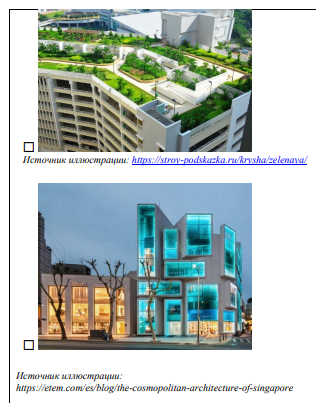 Источник иллюстрации: https://stroy-podskazka.ru/krysha/zelenaya/
Источник иллюстрации:
https://etem.com/es/blog/the-cosmopolitan-architecture-of-singapore